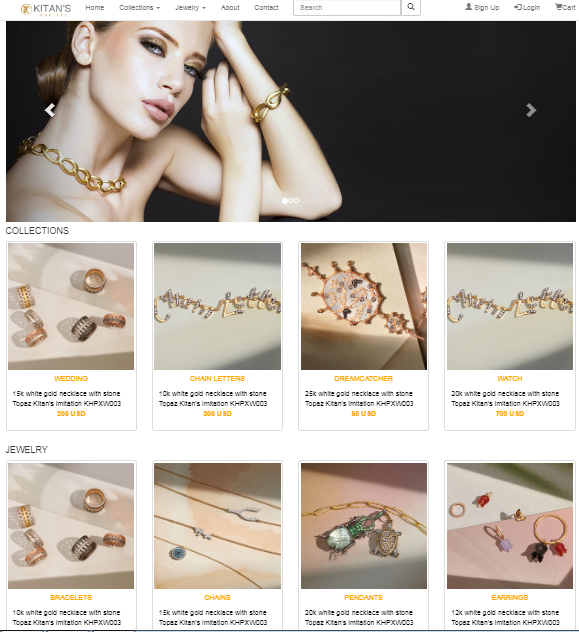 KITAN'S
Home Collections Jewelry About Contact Search Sign Up Login Cart
COLLECTIONS
WEDDING
15k white gold necklace with stone
Topaz Kitan's Imitation KHPXW003
200 USD
CHAIN LETTERS
10k white gold necklace with stone
Topaz Kitan's Imitation KHPXW003
300 USD
DREAMCATCHER
25k white gold necklace with stone
Topaz Kitan's Imitation KHPXW003
50 USD
WATCH
20k white gold necklace with stone
Topaz Kitan's Imitation KHPXW003
700 USD
JEWELRY
BRACELETS
10k white gold necklace with stone
Topaz Kitan's Imitation KHPXW003
CHAINS
15k white gold necklace with stone
Topaz Kitan's Imitation KHPXW003
PENDANTS
20k white gold necklace with stone
Topaz Kitan's Imitation KHPXW003
EARRINGS
12k white gold necklace with stone
Topaz Kitan's Imitation KHPXW003